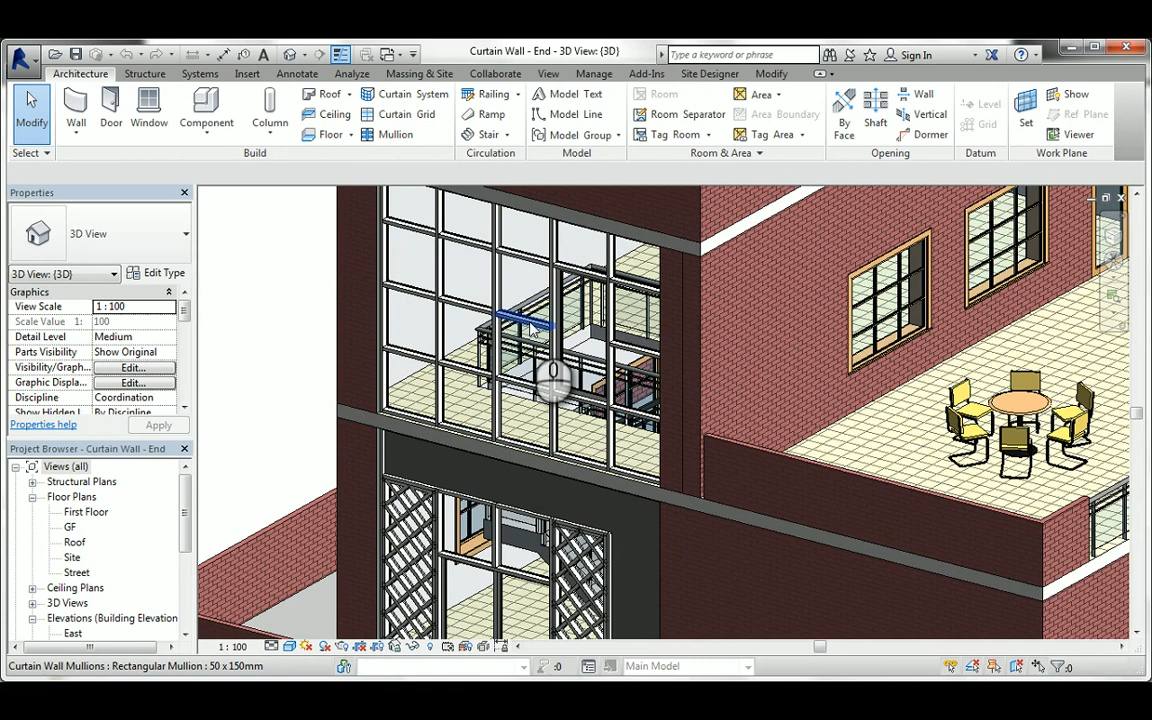 Curtain Wall - End - 3D View: {3D}
Type a keyword or phrase
Sign In
Architecture Structure Systems Insert Annotate Analyze Massing & Site Collaborate View Manage Add-Ins Site Designer Modify
Modify Wall Door Window Component Column
Roof Curtain System
Ceiling Curtain Grid
Floor Mullion
Railing
Ramp
Stair
Model Text
Model Line
Model Group
Room Area
Room Separator Area Boundary
Tag Room Tag Area
By Face Shaft
Wall
Vertical
Dormer
Level
Grid
Set
Show
Ref Plane
Viewer
Select Build Circulation Model Room & Area Opening Datum Work Plane
Properties
3D View
3D View: {3D} Edit Type
Graphics
View Scale 1 : 100
Scale Value 1: 100
Detail Level Medium
Parts Visibility Show Original
Visibility/Graph... Edit...
Graphic Displa... Edit...
Discipline Coordination
Show Hidden L By Discipline
Properties help Apply
Project Browser - Curtain Wall - End
Views (all)
Structural Plans
Floor Plans
First Floor
GF
Roof
Site
Street
Ceiling Plans
3D Views
Elevations (Building Elevation
East
1 : 100
Curtain Wall Mullions : Rectangular Mullion : 50 x 150mm
:0
Main Model
:0